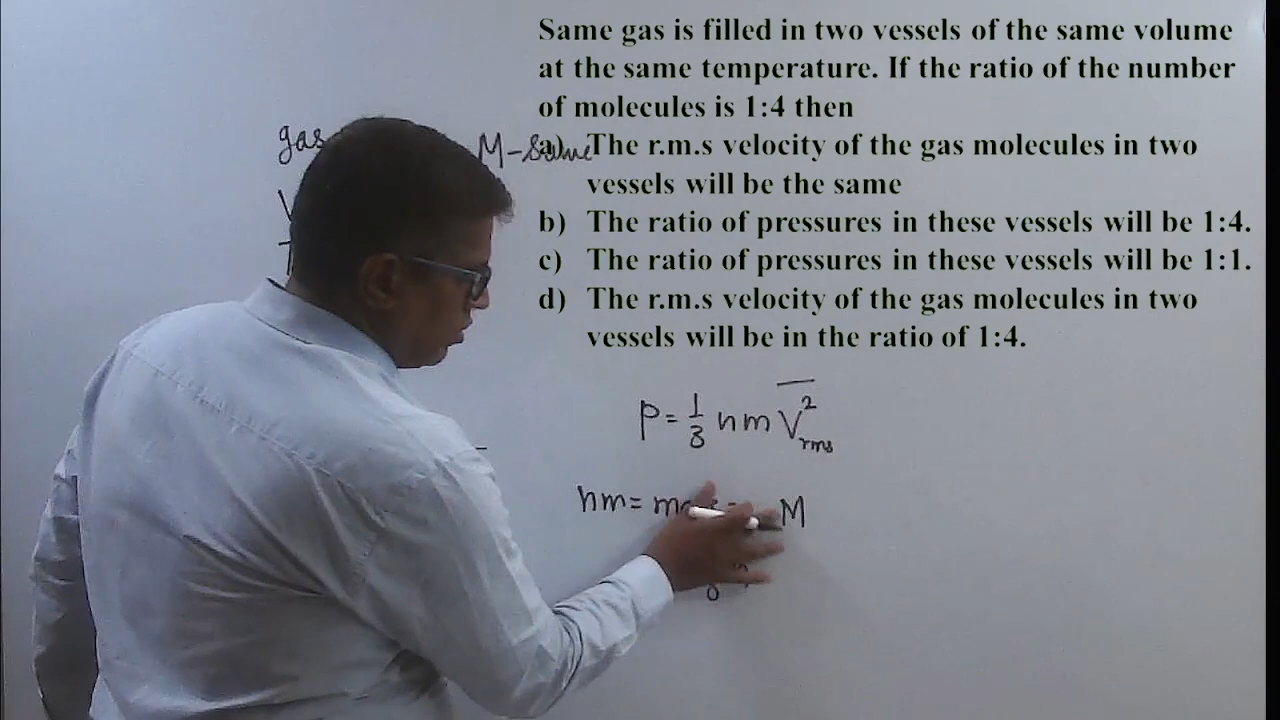 Same gas is filled in two vessels of the same volume
at the same temperature. If the ratio of the number
of molecules is 1:4 then
a) The r.m.s velocity of the gas molecules in two
vessels will be the same
b) The ratio of pressures in these vessels will be 1:4.
c) The ratio of pressures in these vessels will be 1:1.
d) The r.m.s velocity of the gas molecules in two
vessels will be in the ratio of 1:4.
gas M-Same
V
T
P = 1/3 nm V̅²rms
nm = M